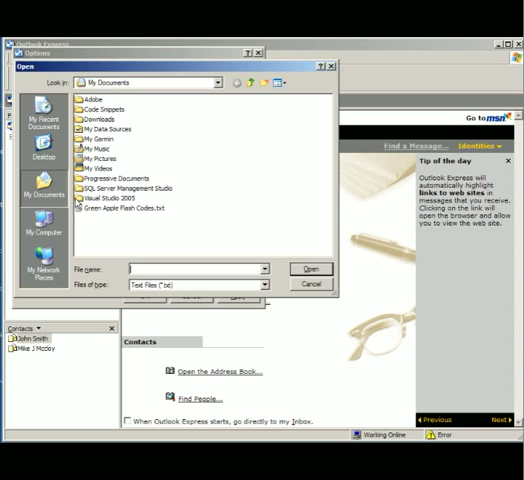 Outlook Express
Options
Open
Look in:
My Documents
My Recent
Documents
Desktop
My Documents
My Computer
My Network
Places
Adobe
Code Snippets
Downloads
My Data Sources
My Garmin
My Music
My Pictures
My Videos
Progressive Documents
SQL Server Management Studio
Visual Studio 2005
Green Apple Flash Codes.txt
File name:
Open
Files of type:
Text Files (*.txt)
Cancel
Go to msn
Find a Message...
Identities
Tip of the day
Outlook Express will
automatically highlight
links to web sites in
messages that you receive.
Clicking on the link will
open the browser and allow
you to view the web site.
Previous
Next
Contacts
John Smith
Mike J Mcdoy
Contacts
Open the Address Book...
Find People...
When Outlook Express starts, go directly to my Inbox.
Working Online
Error